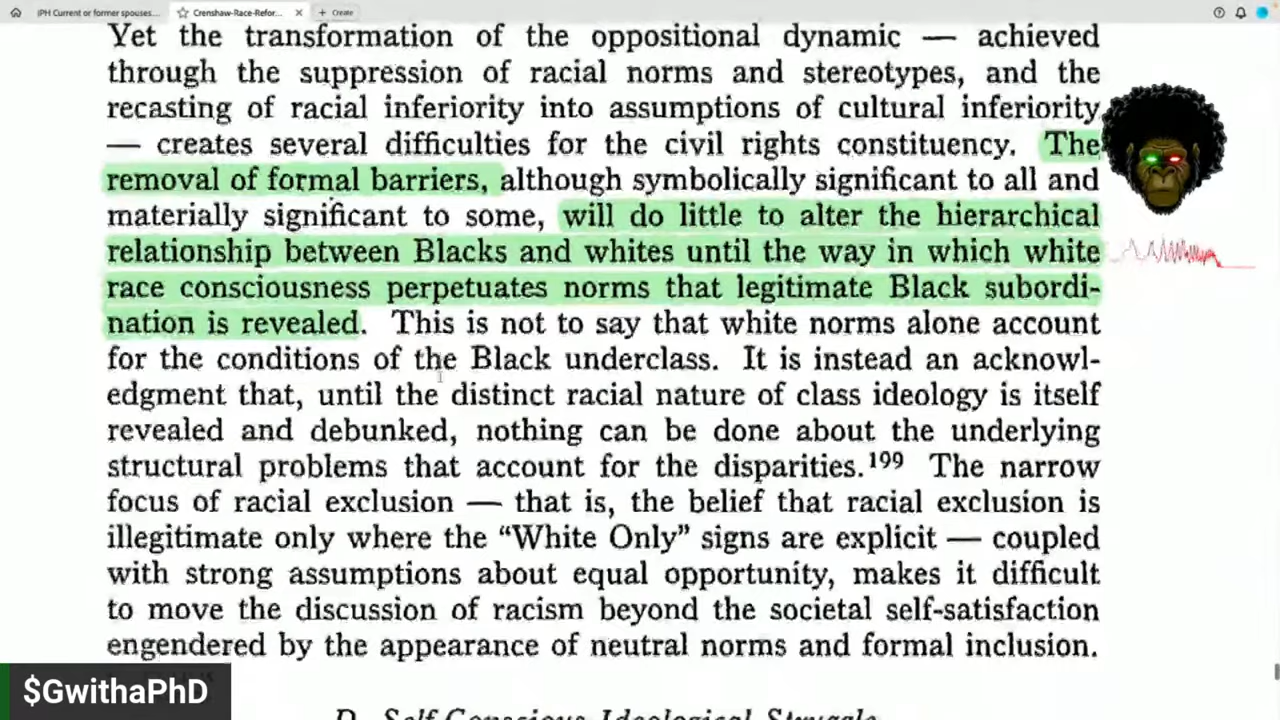 IPH Current or former spouses....
Crenshaw-Race-Refor...
+ Create
Yet the transformation of the oppositional dynamic — achieved
through the suppression of racial norms and stereotypes, and the
recasting of racial inferiority into assumptions of cultural inferiority
— creates several difficulties for the civil rights constituency. The
removal of formal barriers, although symbolically significant to all and
materially significant to some, will do little to alter the hierarchical
relationship between Blacks and whites until the way in which white
race consciousness perpetuates norms that legitimate Black subordi-
nation is revealed. This is not to say that white norms alone account
for the conditions of the Black underclass. It is instead an acknowl-
edgment that, until the distinct racial nature of class ideology is itself
revealed and debunked, nothing can be done about the underlying
structural problems that account for the disparities.199 The narrow
focus of racial exclusion — that is, the belief that racial exclusion is
illegitimate only where the “White Only” signs are explicit — coupled
with strong assumptions about equal opportunity, makes it difficult
to move the discussion of racism beyond the societal self-satisfaction
engendered by the appearance of neutral norms and formal inclusion.
D. Self-Conscious Ideological Struggle
$GwithaPhD